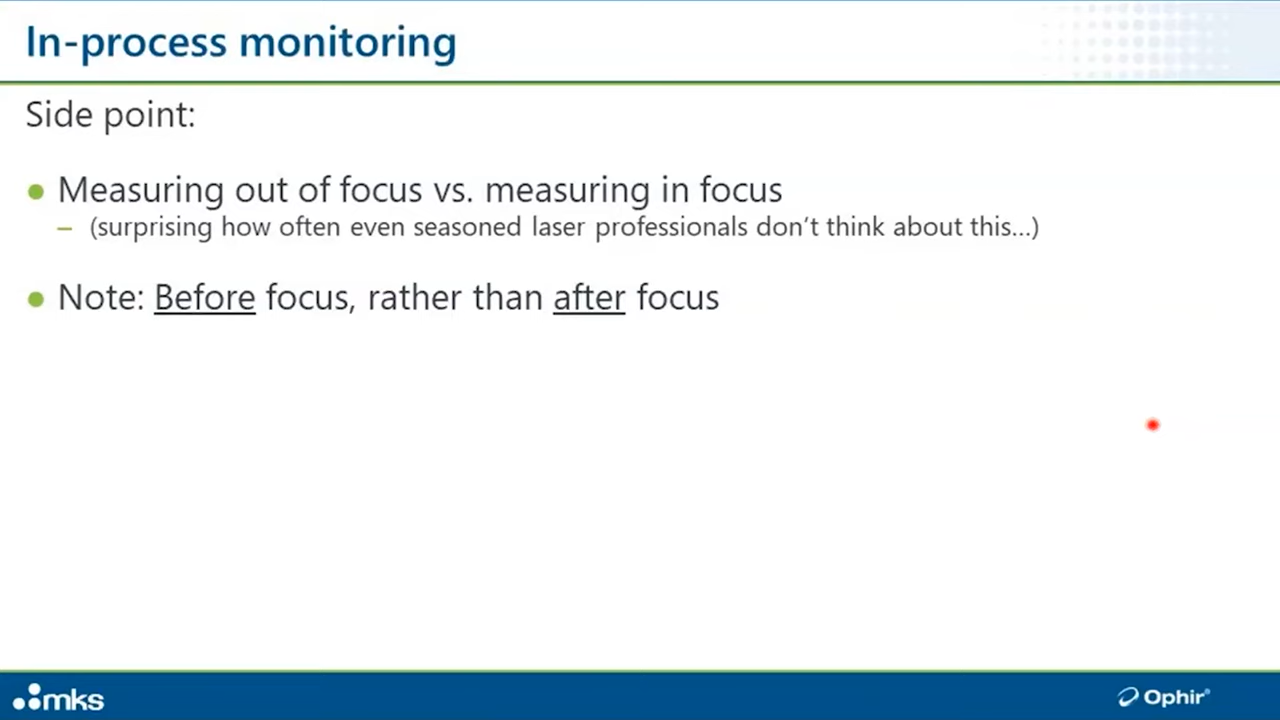 In-process monitoring
Side point:
Measuring out of focus vs. measuring in focus
– (surprising how often even seasoned laser professionals don't think about this...)
Note: Before focus, rather than after focus
mks
Ophir®